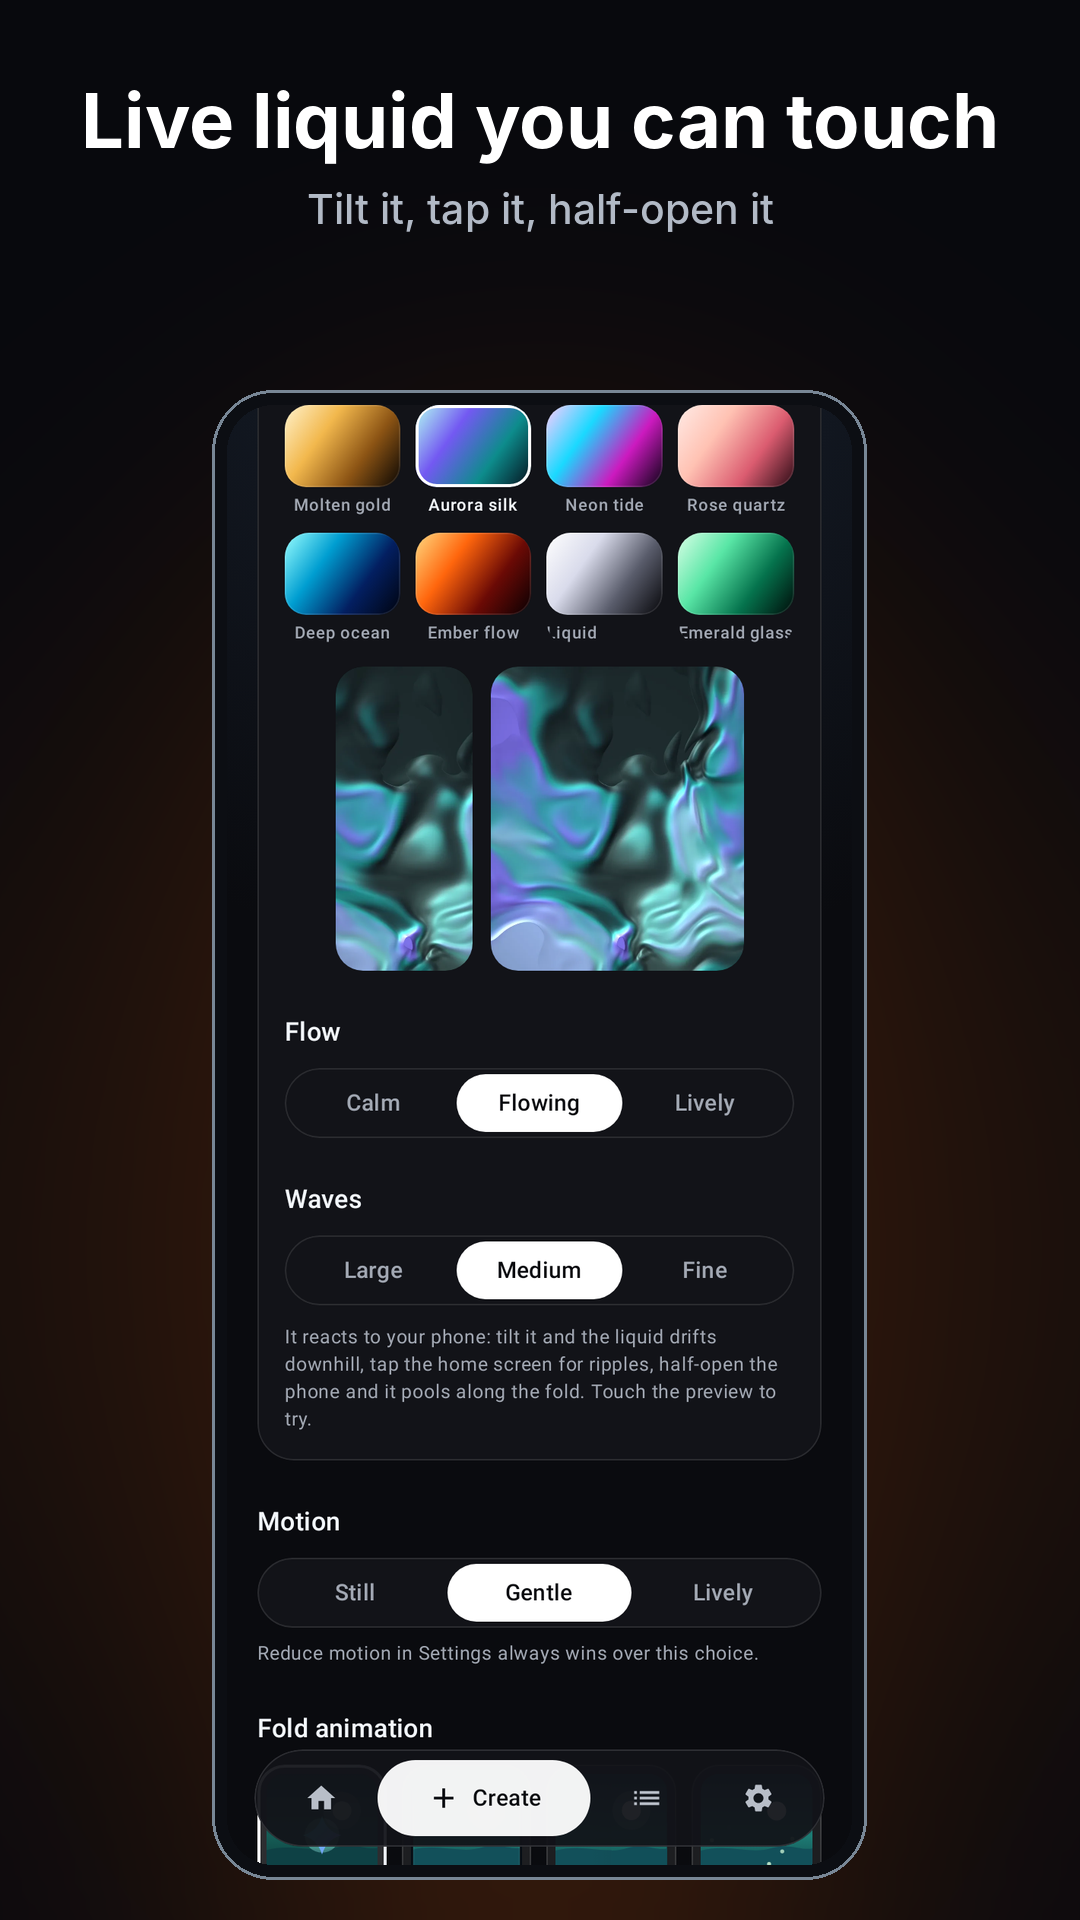 Live liquid you can touch
Tilt it, tap it, half-open it
Molten gold
Aurora silk
Neon tide
Rose quartz
Deep ocean
Ember flow
Liquid
Emerald glass
Flow
Calm
Flowing
Lively
Waves
Large
Medium
Fine
It reacts to your phone: tilt it and the liquid drifts
downhill, tap the home screen for ripples, half-open the
phone and it pools along the fold. Touch the preview to
try.
Motion
Still
Gentle
Lively
Reduce motion in Settings always wins over this choice.
Fold animation
Create